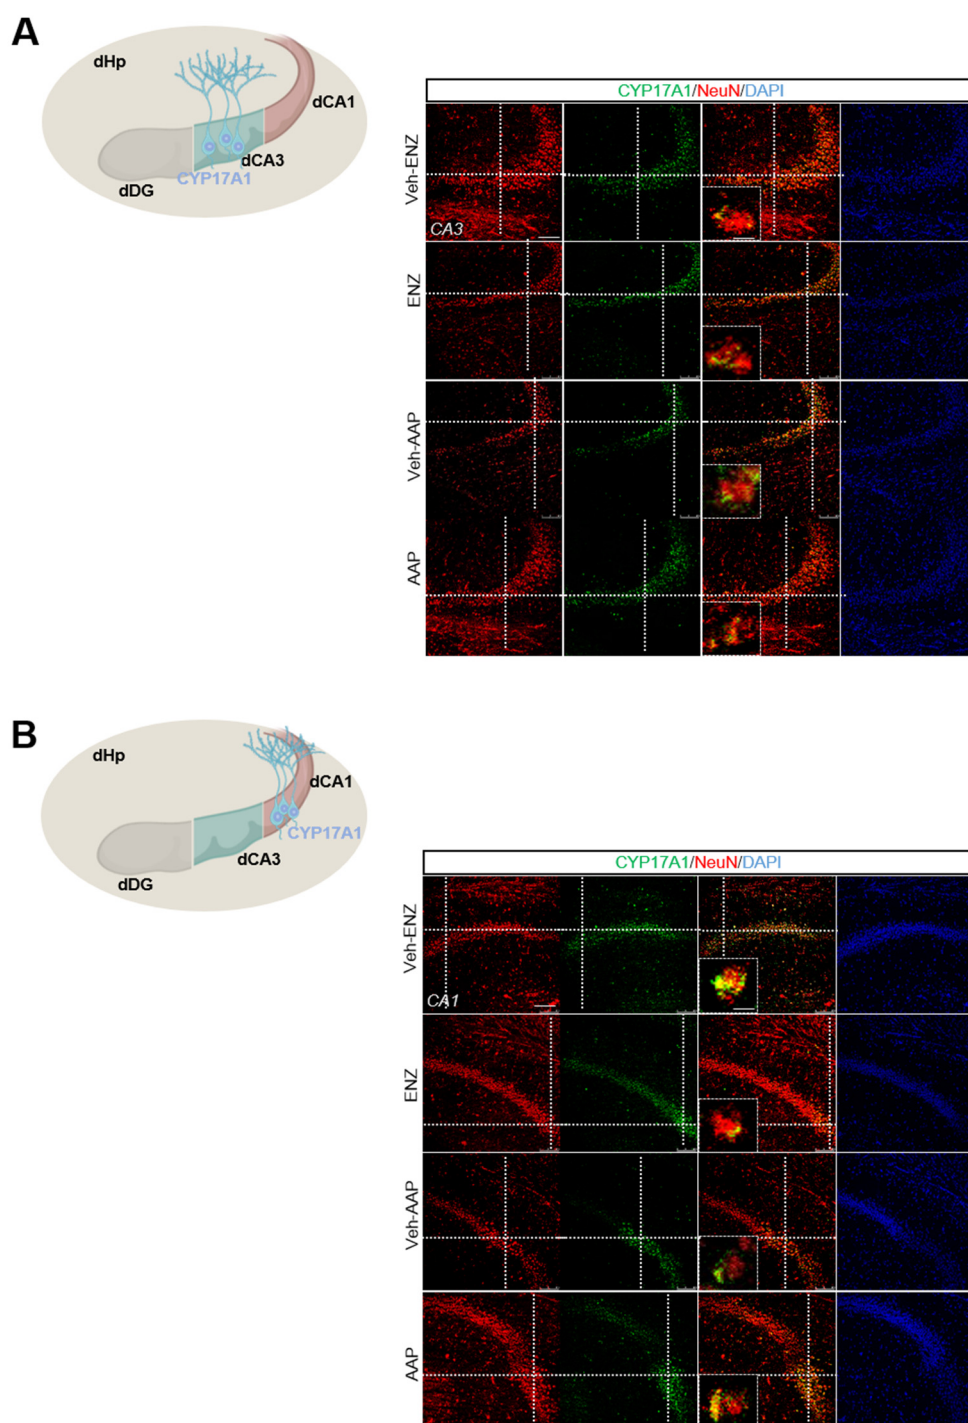 A
dHp
dCA1
dCA3
CYP17A1
dDG
CYP17A1/NeuN/DAPI
Veh-ENZ
CA3
ENZ
Veh-AAP
AAP
B
dHp
dCA1
CYP17A1
dCA3
dDG
CYP17A1/NeuN/DAPI
Veh-ENZ
CA1
ENZ
Veh-AAP
AAP